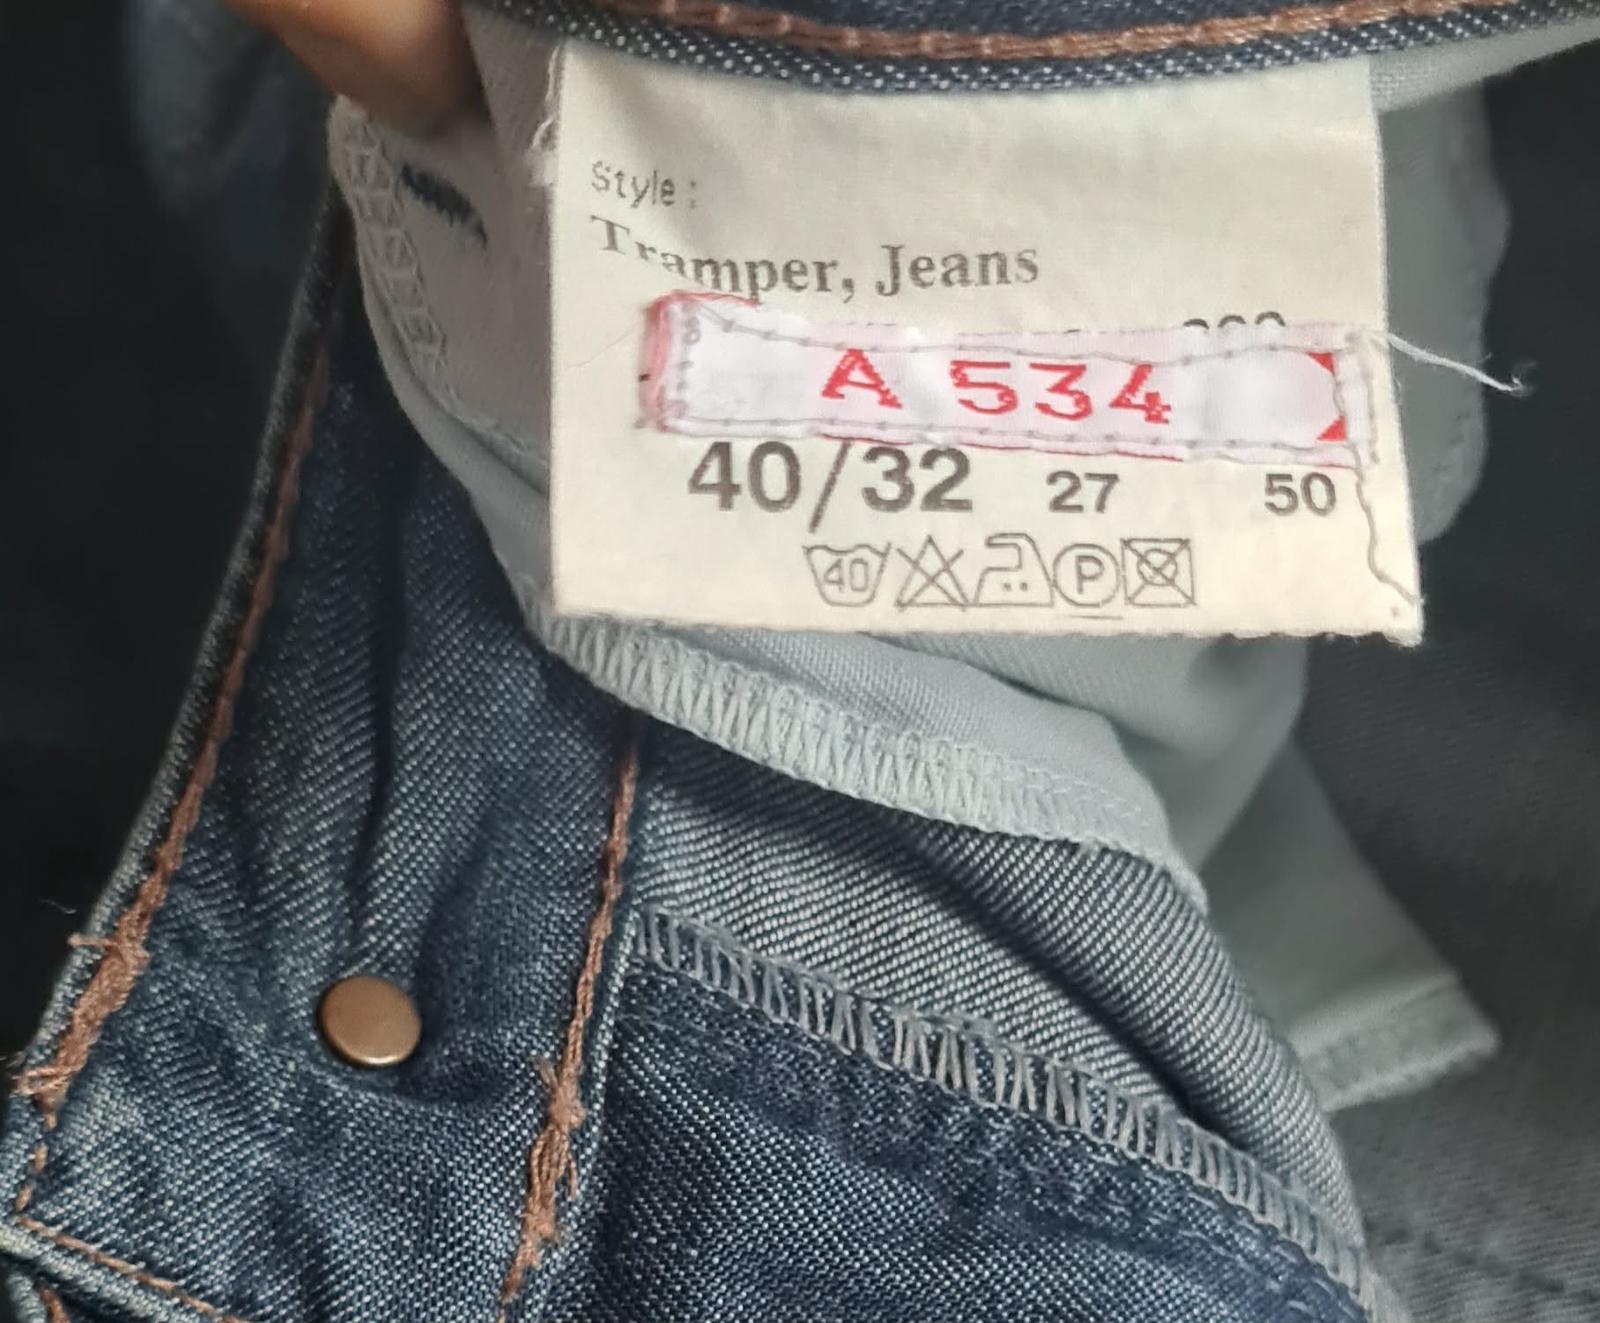 Style :
Tramper, Jeans
A 534
40/32 27 50
40
P